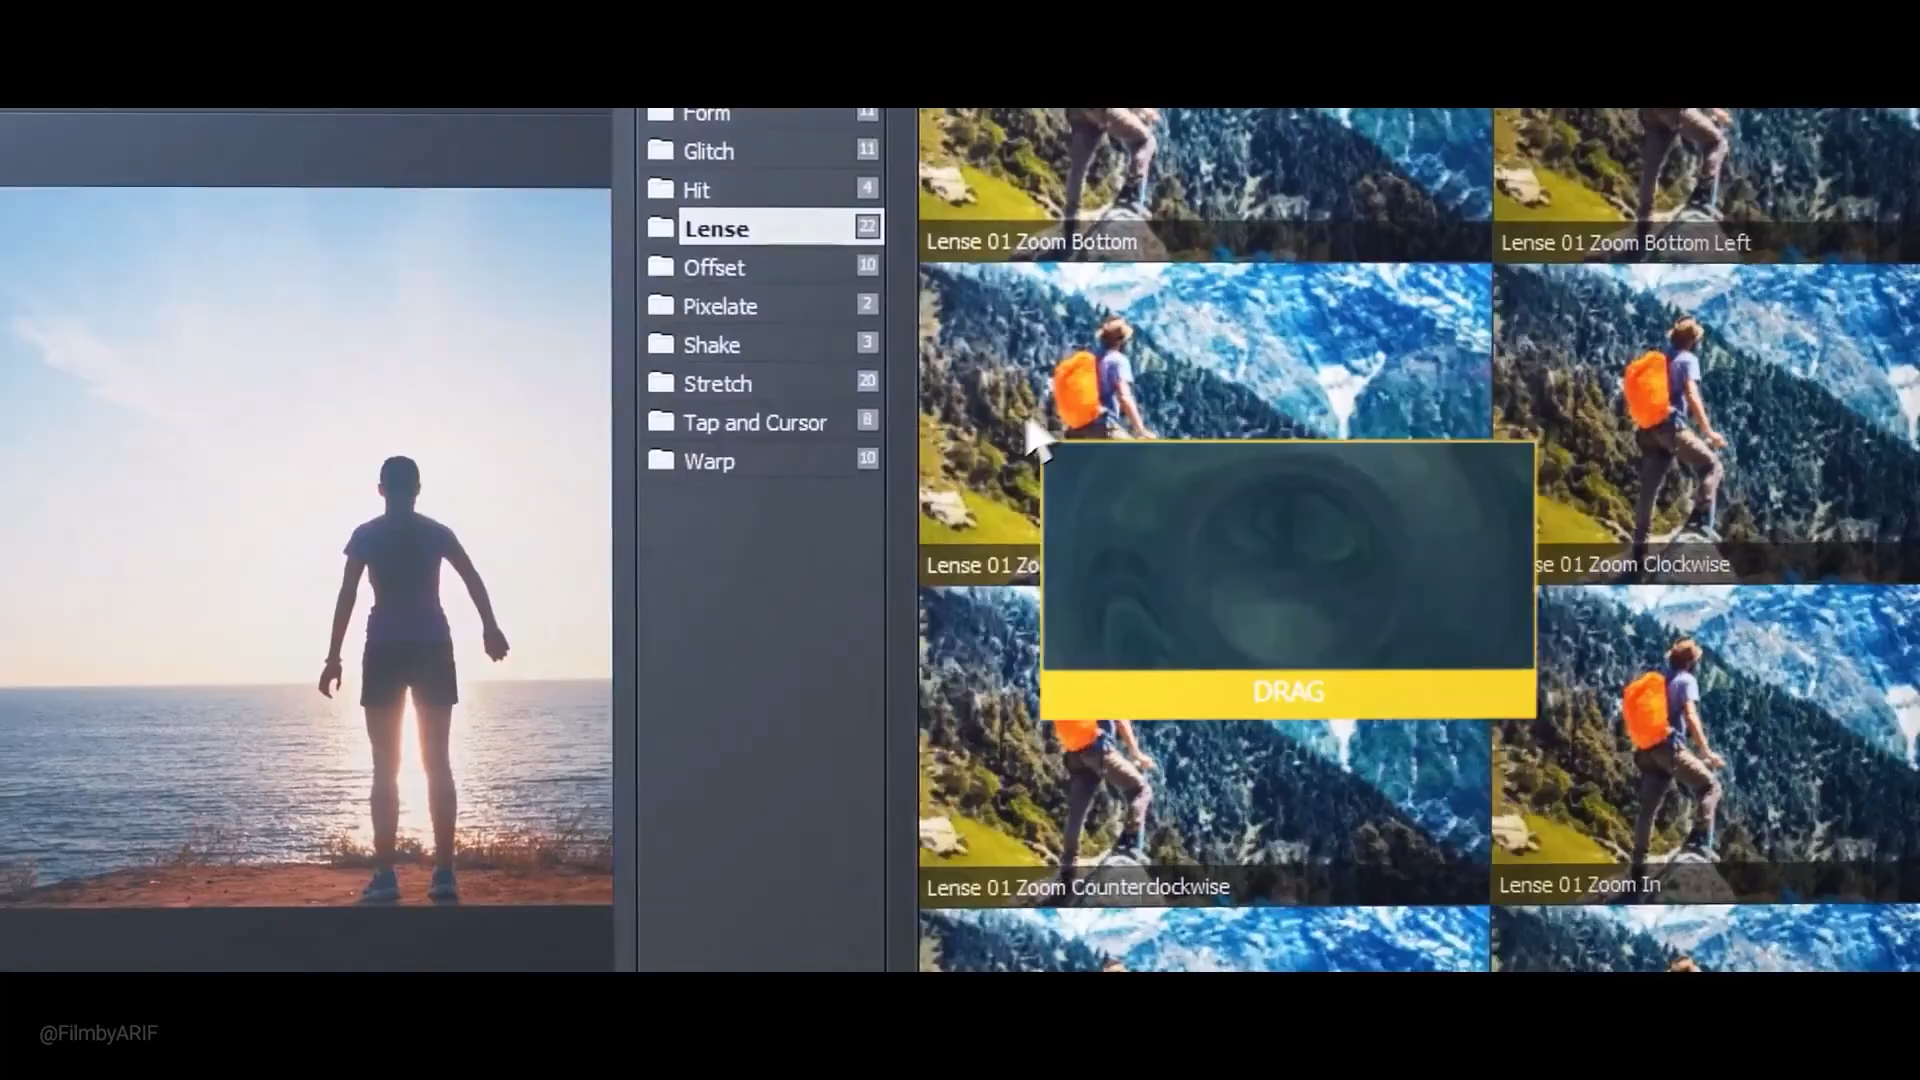 Form 11
Glitch 11
Hit 4
Lense 22
Offset 10
Pixelate 2
Shake 3
Stretch 20
Tap and Cursor 8
Warp 10
Lense 01 Zoom Bottom
Lense 01 Zoom Bottom Left
Lense 01 Zo
se 01 Zoom Clockwise
DRAG
Lense 01 Zoom Counterclockwise
Lense 01 Zoom In
@FilmbyARIF